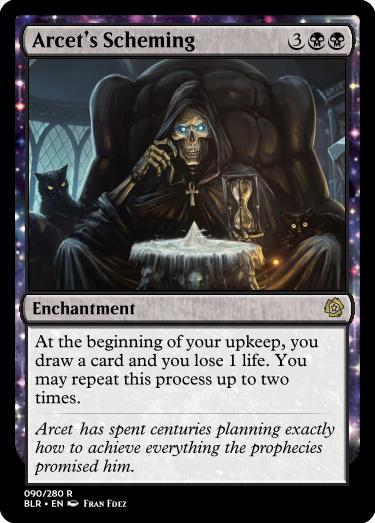 Arcet's Scheming 3
Enchantment
At the beginning of your upkeep, you
draw a card and you lose 1 life. You
may repeat this process up to two
times.
Arcet has spent centuries planning exactly
how to achieve everything the prophecies
promised him.
090/280 R
BLR • EN Fran Fdez